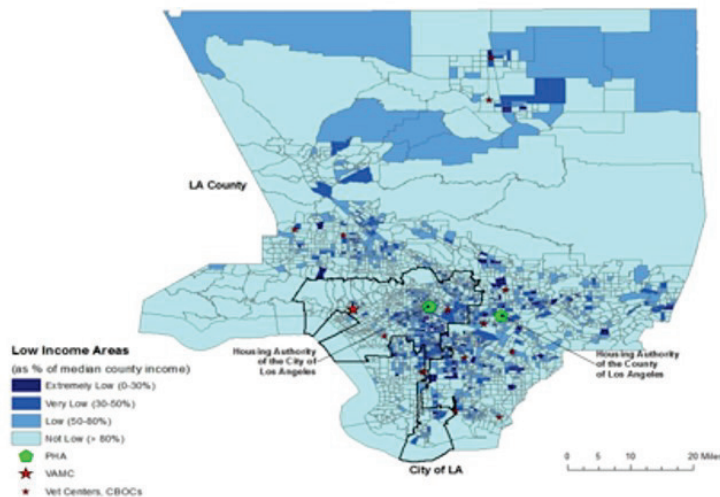 LA County
Low Income Areas
(as % of median county income)
Extremely Low (0-30%)
Very Low (30-50%)
Low (50-80%)
Not Low (> 80%)
PHA
VAMC
Vet Centers, CBOCs
Housing Authority
of the City of
Los Angeles
Housing Authority
of the County
of Los Angeles
City of LA
0 5 10 20 Miles